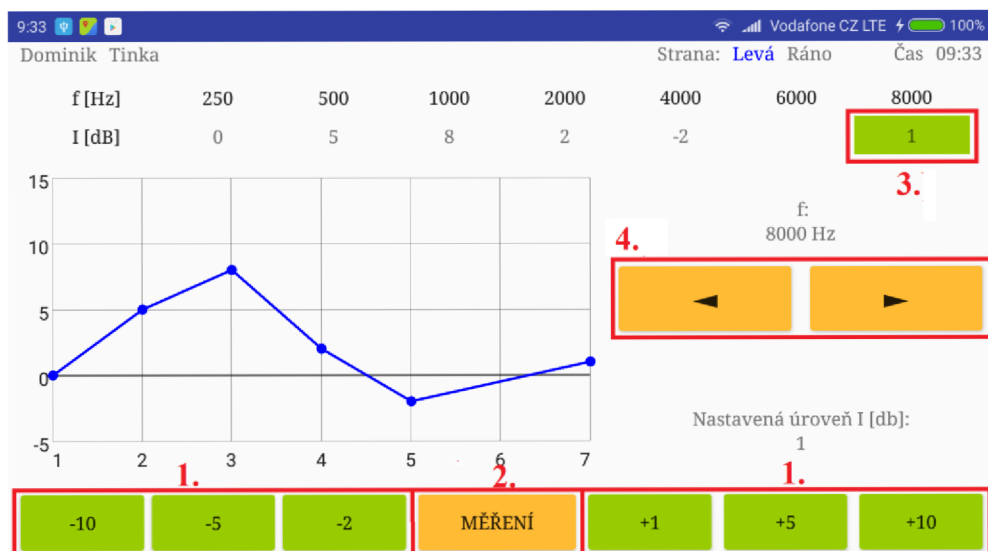 9:33 Vodafone CZ LTE 100%
Dominik Tinka Strana: Levá Ráno Čas 09:33
f [Hz] 250 500 1000 2000 4000 6000 8000
I [dB] 0 5 8 2 -2 1
3.
15
10
5
0
-5
1 2 3 4 5 6 7
f:
8000 Hz
4.
◄ ►
Nastavená úroveň I [db]:
1
1. 2. 1.
-10 -5 -2 MĚŘENÍ +1 +5 +10